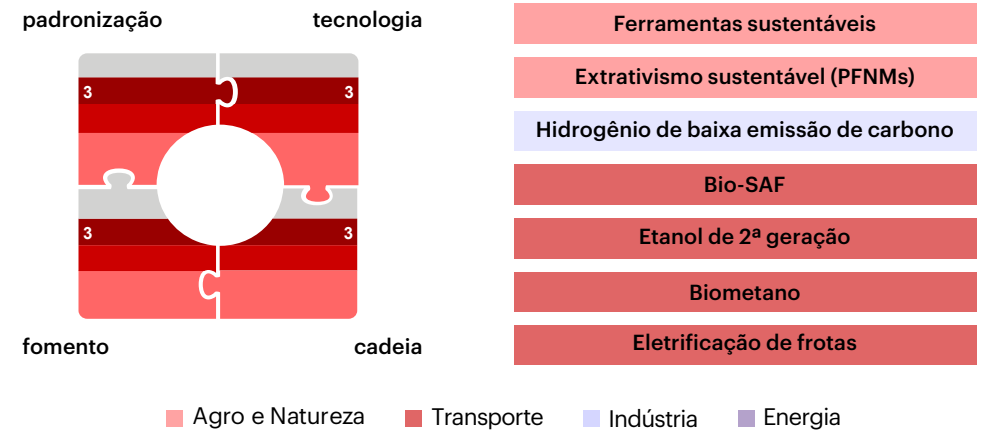 padronização
tecnologia
3
3
3
3
fomento
cadeia
Ferramentas sustentáveis
Extrativismo sustentável (PFNMs)
Hidrogênio de baixa emissão de carbono
Bio-SAF
Etanol de 2ª geração
Biometano
Eletrificação de frotas
Agro e Natureza
Transporte
Indústria
Energia